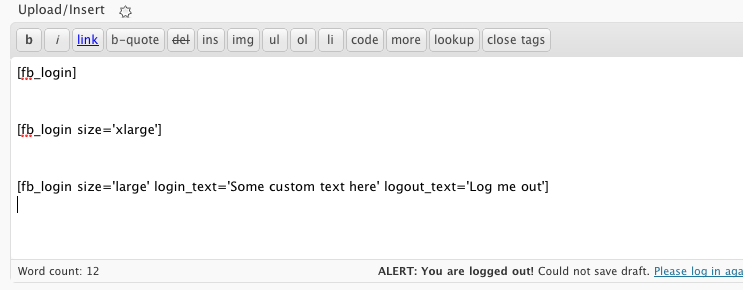 Upload/Insert
b i link b-quote del ins img ul ol li code more lookup close tags
[fb_login]
[fb_login size='xlarge']
[fb_login size='large' login_text='Some custom text here' logout_text='Log me out']
Word count: 12 ALERT: You are logged out! Could not save draft. Please log in aga